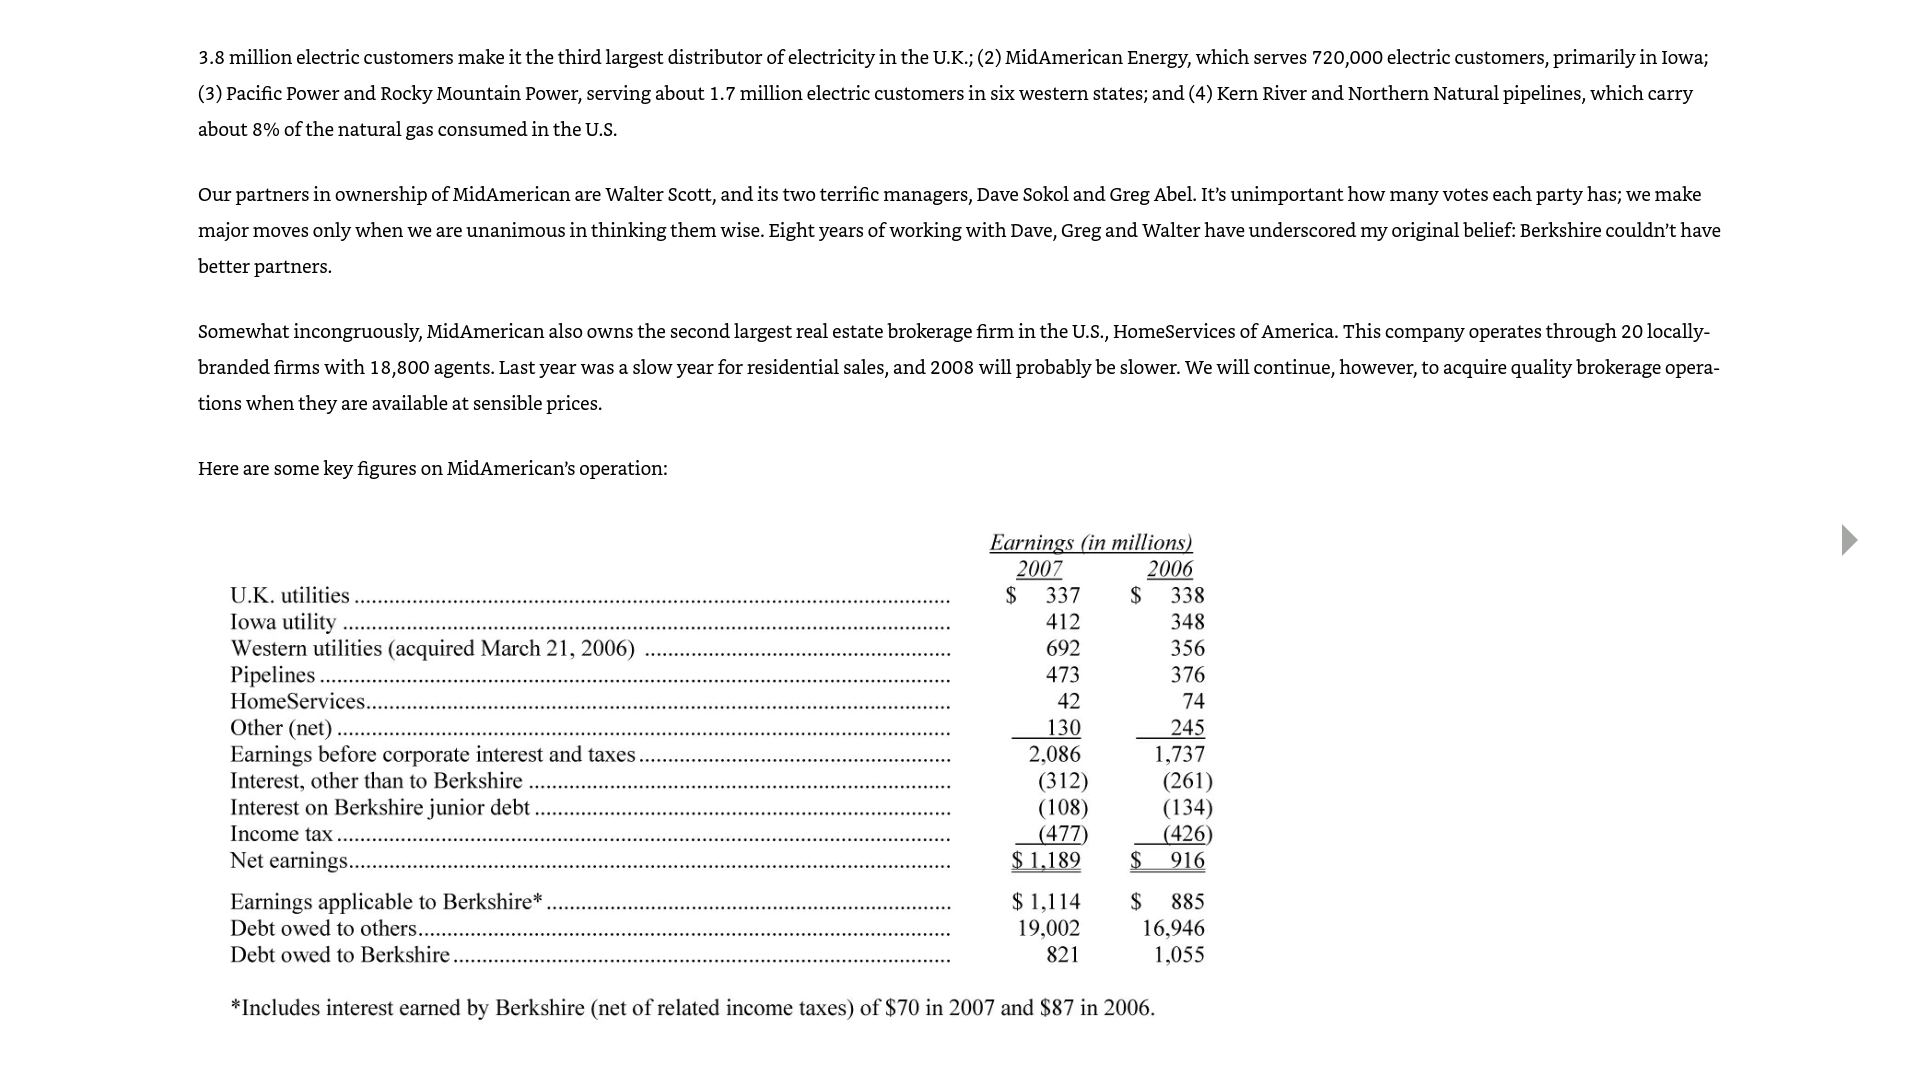 3.8 million electric customers make it the third largest distributor of electricity in the U.K.; (2) MidAmerican Energy, which serves 720,000 electric customers, primarily in Iowa;
(3) Pacific Power and Rocky Mountain Power, serving about 1.7 million electric customers in six western states; and (4) Kern River and Northern Natural pipelines, which carry
about 8% of the natural gas consumed in the U.S.
Our partners in ownership of MidAmerican are Walter Scott, and its two terrific managers, Dave Sokol and Greg Abel. It’s unimportant how many votes each party has; we make
major moves only when we are unanimous in thinking them wise. Eight years of working with Dave, Greg and Walter have underscored my original belief: Berkshire couldn’t have
better partners.
Somewhat incongruously, MidAmerican also owns the second largest real estate brokerage firm in the U.S., HomeServices of America. This company operates through 20 locally-
branded firms with 18,800 agents. Last year was a slow year for residential sales, and 2008 will probably be slower. We will continue, however, to acquire quality brokerage opera-
tions when they are available at sensible prices.
Here are some key figures on MidAmerican’s operation:
Earnings (in millions)
2007 2006
U.K. utilities $ 337 $ 338
Iowa utility 412 348
Western utilities (acquired March 21, 2006) 692 356
Pipelines 473 376
HomeServices 42 74
Other (net) 130 245
Earnings before corporate interest and taxes 2,086 1,737
Interest, other than to Berkshire (312) (261)
Interest on Berkshire junior debt (108) (134)
Income tax (477) (426)
Net earnings $ 1,189 $ 916
Earnings applicable to Berkshire* $ 1,114 $ 885
Debt owed to others 19,002 16,946
Debt owed to Berkshire 821 1,055
*Includes interest earned by Berkshire (net of related income taxes) of $70 in 2007 and $87 in 2006.